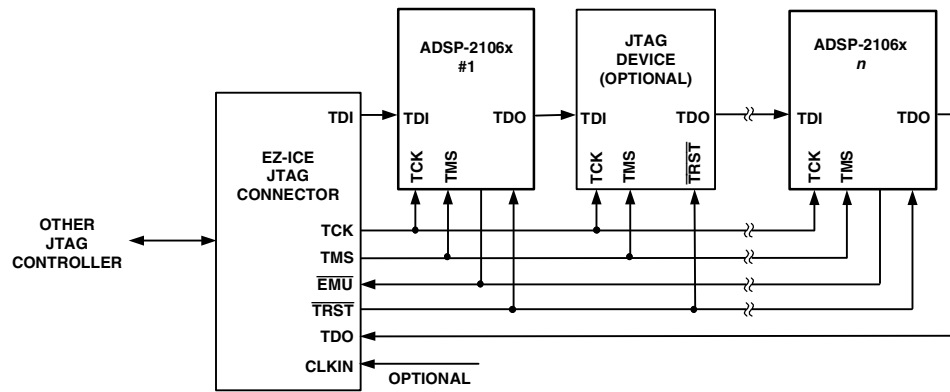 ADSP-2106x
#1
JTAG
DEVICE
(OPTIONAL)
ADSP-2106x
n
TDI
TDI
TDO
TDI
TDO
TDI
TDO
EZ-ICE
JTAG
CONNECTOR
TCK
TMS
TCK
TMS
TRST
TCK
TMS
OTHER
JTAG
CONTROLLER
TCK
TMS
EMU
TRST
TDO
CLKIN
OPTIONAL